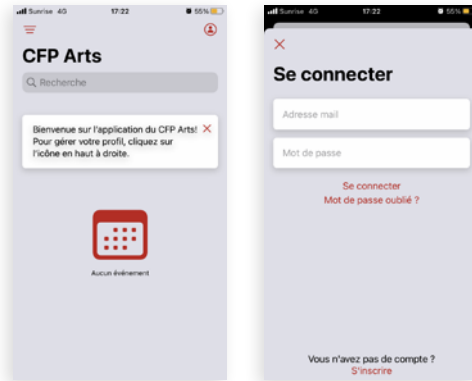 Sunrise 4G 17:22 55%
CFP Arts
Recherche
Bienvenue sur l'application du CFP Arts!
Pour gérer votre profil, cliquez sur
l'icône en haut à droite.
Aucun événement
Sunrise 4G 17:22 55%
Se connecter
Adresse mail
Mot de passe
Se connecter
Mot de passe oublié ?
Vous n'avez pas de compte ?
S'inscrire